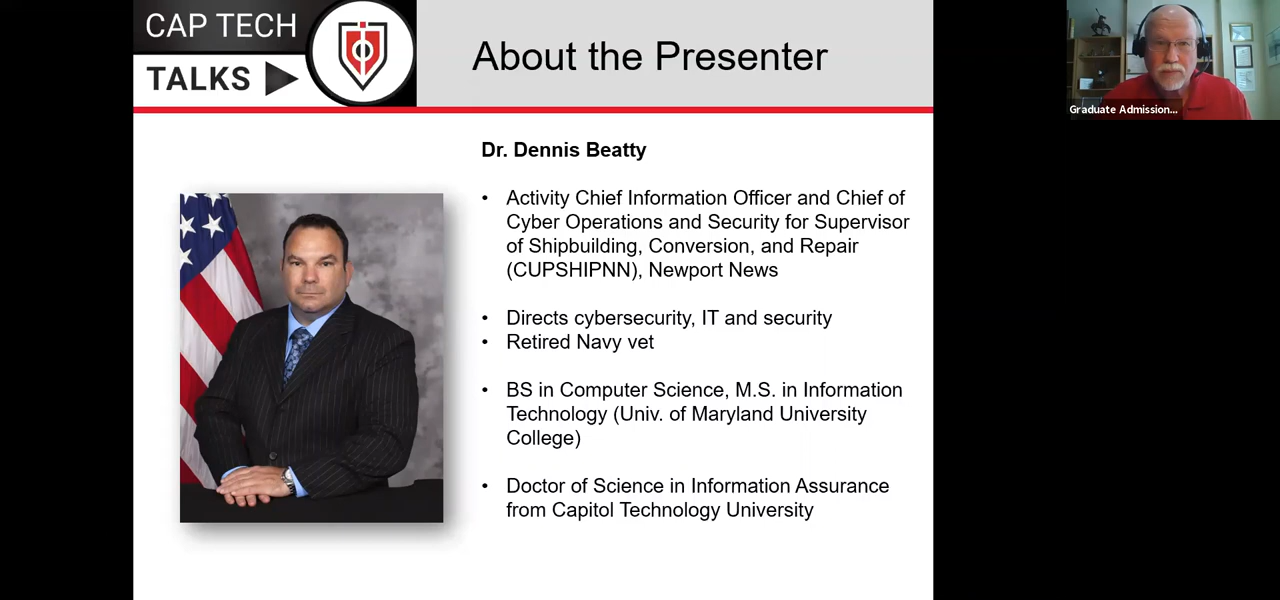 CAP TECH
TALKS
About the Presenter
Graduate Admission...
Dr. Dennis Beatty
• Activity Chief Information Officer and Chief of
Cyber Operations and Security for Supervisor
of Shipbuilding, Conversion, and Repair
(CUPSHIPNN), Newport News
• Directs cybersecurity, IT and security
• Retired Navy vet
• BS in Computer Science, M.S. in Information
Technology (Univ. of Maryland University
College)
• Doctor of Science in Information Assurance
from Capitol Technology University